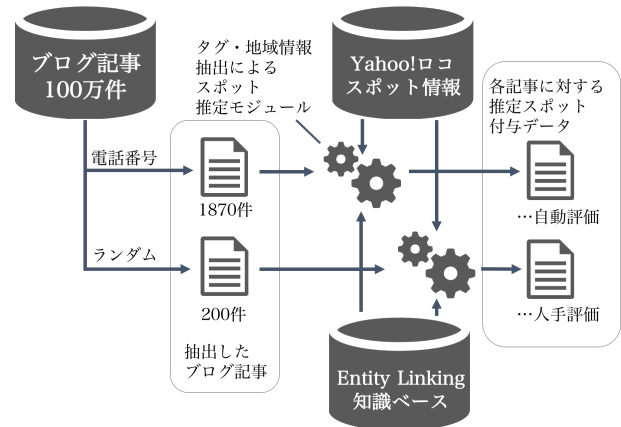 ブログ記事
100万件
タグ・地域情報
抽出による
スポット
推定モジュール
Yahoo!ロコ
スポット情報
各記事に対する
推定スポット
付与データ
電話番号
1870件
…自動評価
ランダム
200件
…人手評価
抽出した
ブログ記事
Entity Linking
知識ベース